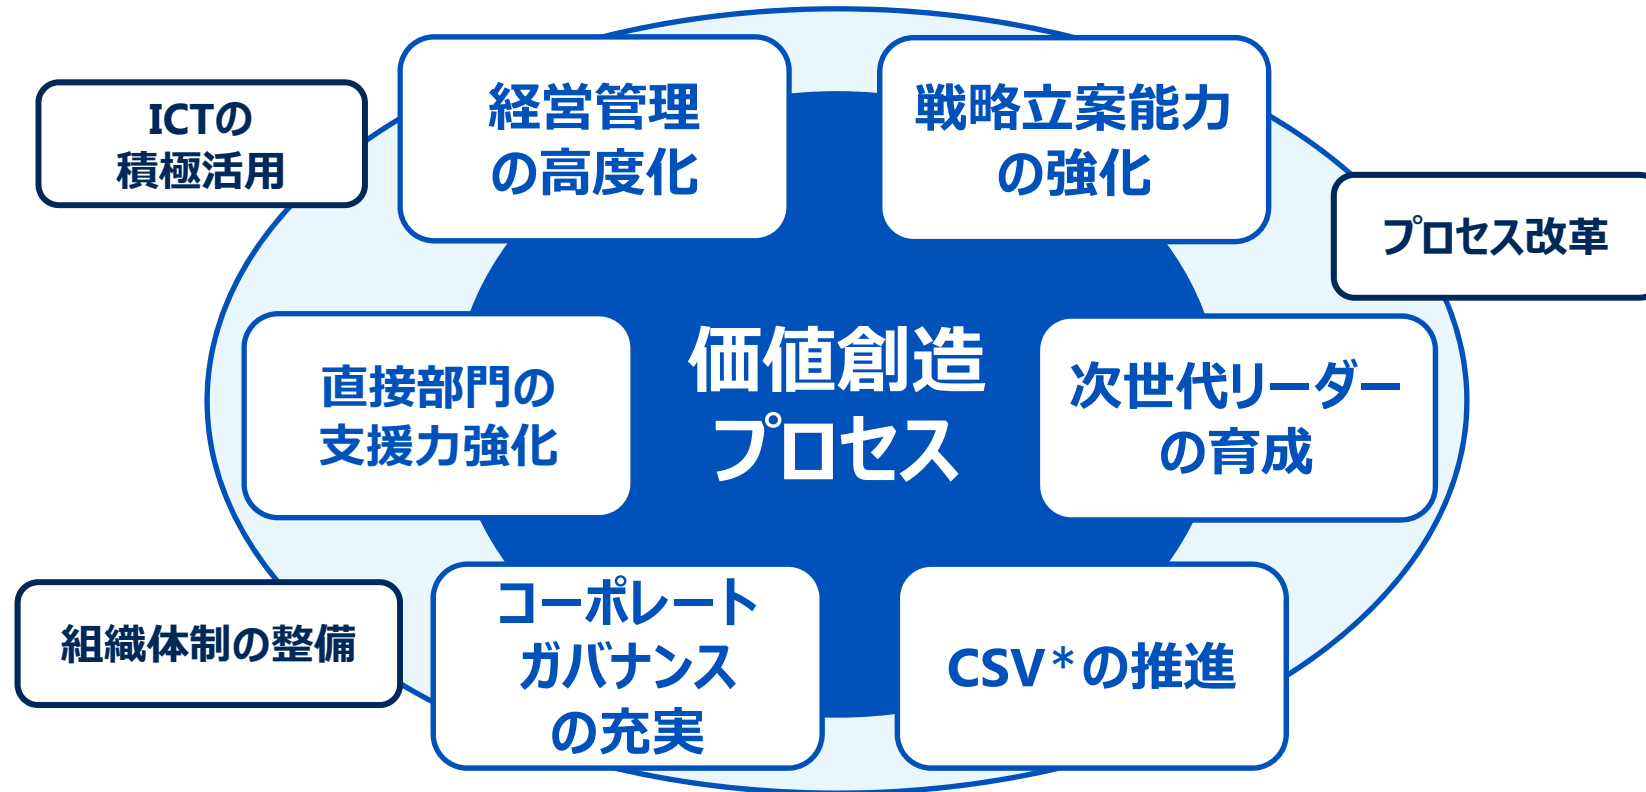 ICTの
積極活用
経営管理
の高度化
戦略立案能力
の強化
プロセス改革
直接部門の
支援力強化
価値創造
プロセス
次世代リーダー
の育成
組織体制の整備
コーポレート
ガバナンス
の充実
CSV*の推進